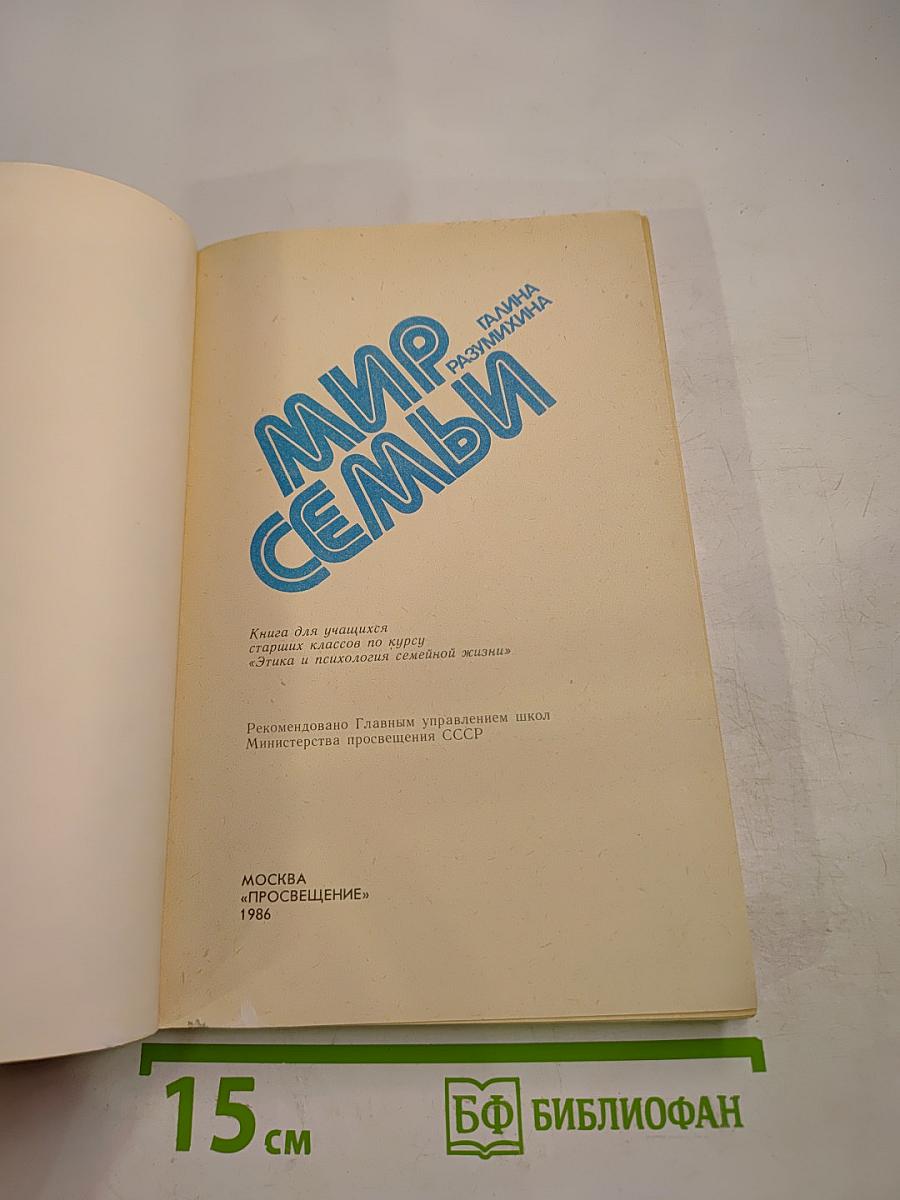 ГАЛИНА
РАЗУМИХИНА
МИР
СЕМЬИ
Книга для учащихся
старших классов по курсу
«Этика и психология семейной жизни»
Рекомендовано Главным управлением школ
Министерства просвещения СССР
МОСКВА
«ПРОСВЕЩЕНИЕ»
1986
15 см
БФ БИБЛИОФАН